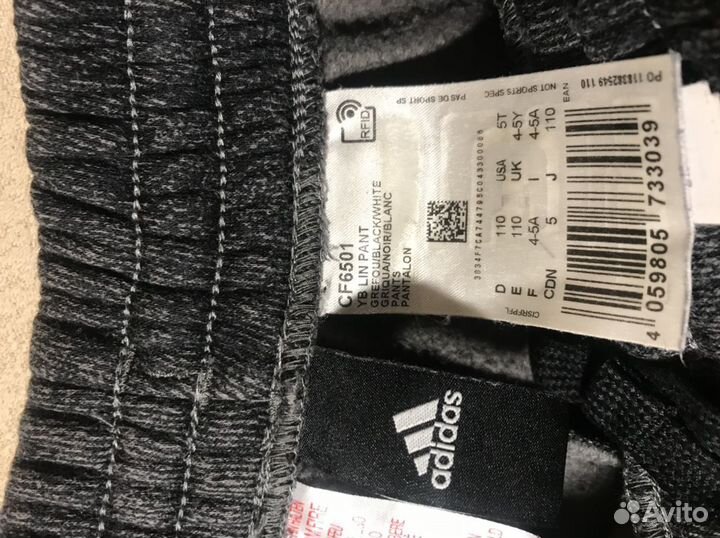 RFID
CF6501
YB LIN PANT
GREFOU/BLACK/WHITE
GRIQUA/NOIR/BLANC
PANTS
PANTALON
PAS DE SPORT SP
NOT SPORTS SPEC
PO 118382549 110
D 110 USA 5T
E 110 UK 4-5Y
F 4-5A I 4-5A
CDN 5 J 110
EAN
4 059805 733039
adidas
Avito